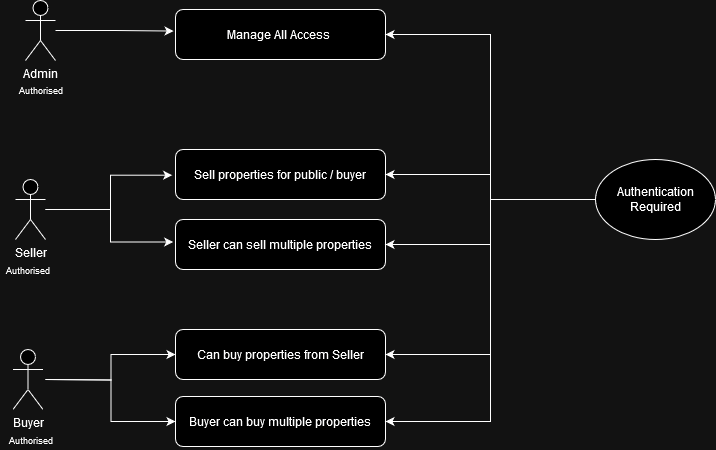 Manage All Access
Admin
Authorised
Sell properties for public / buyer
Authentication
Required
Seller can sell multiple properties
Seller
Authorised
Can buy properties from Seller
Buyer can buy multiple properties
Buyer
Authorised